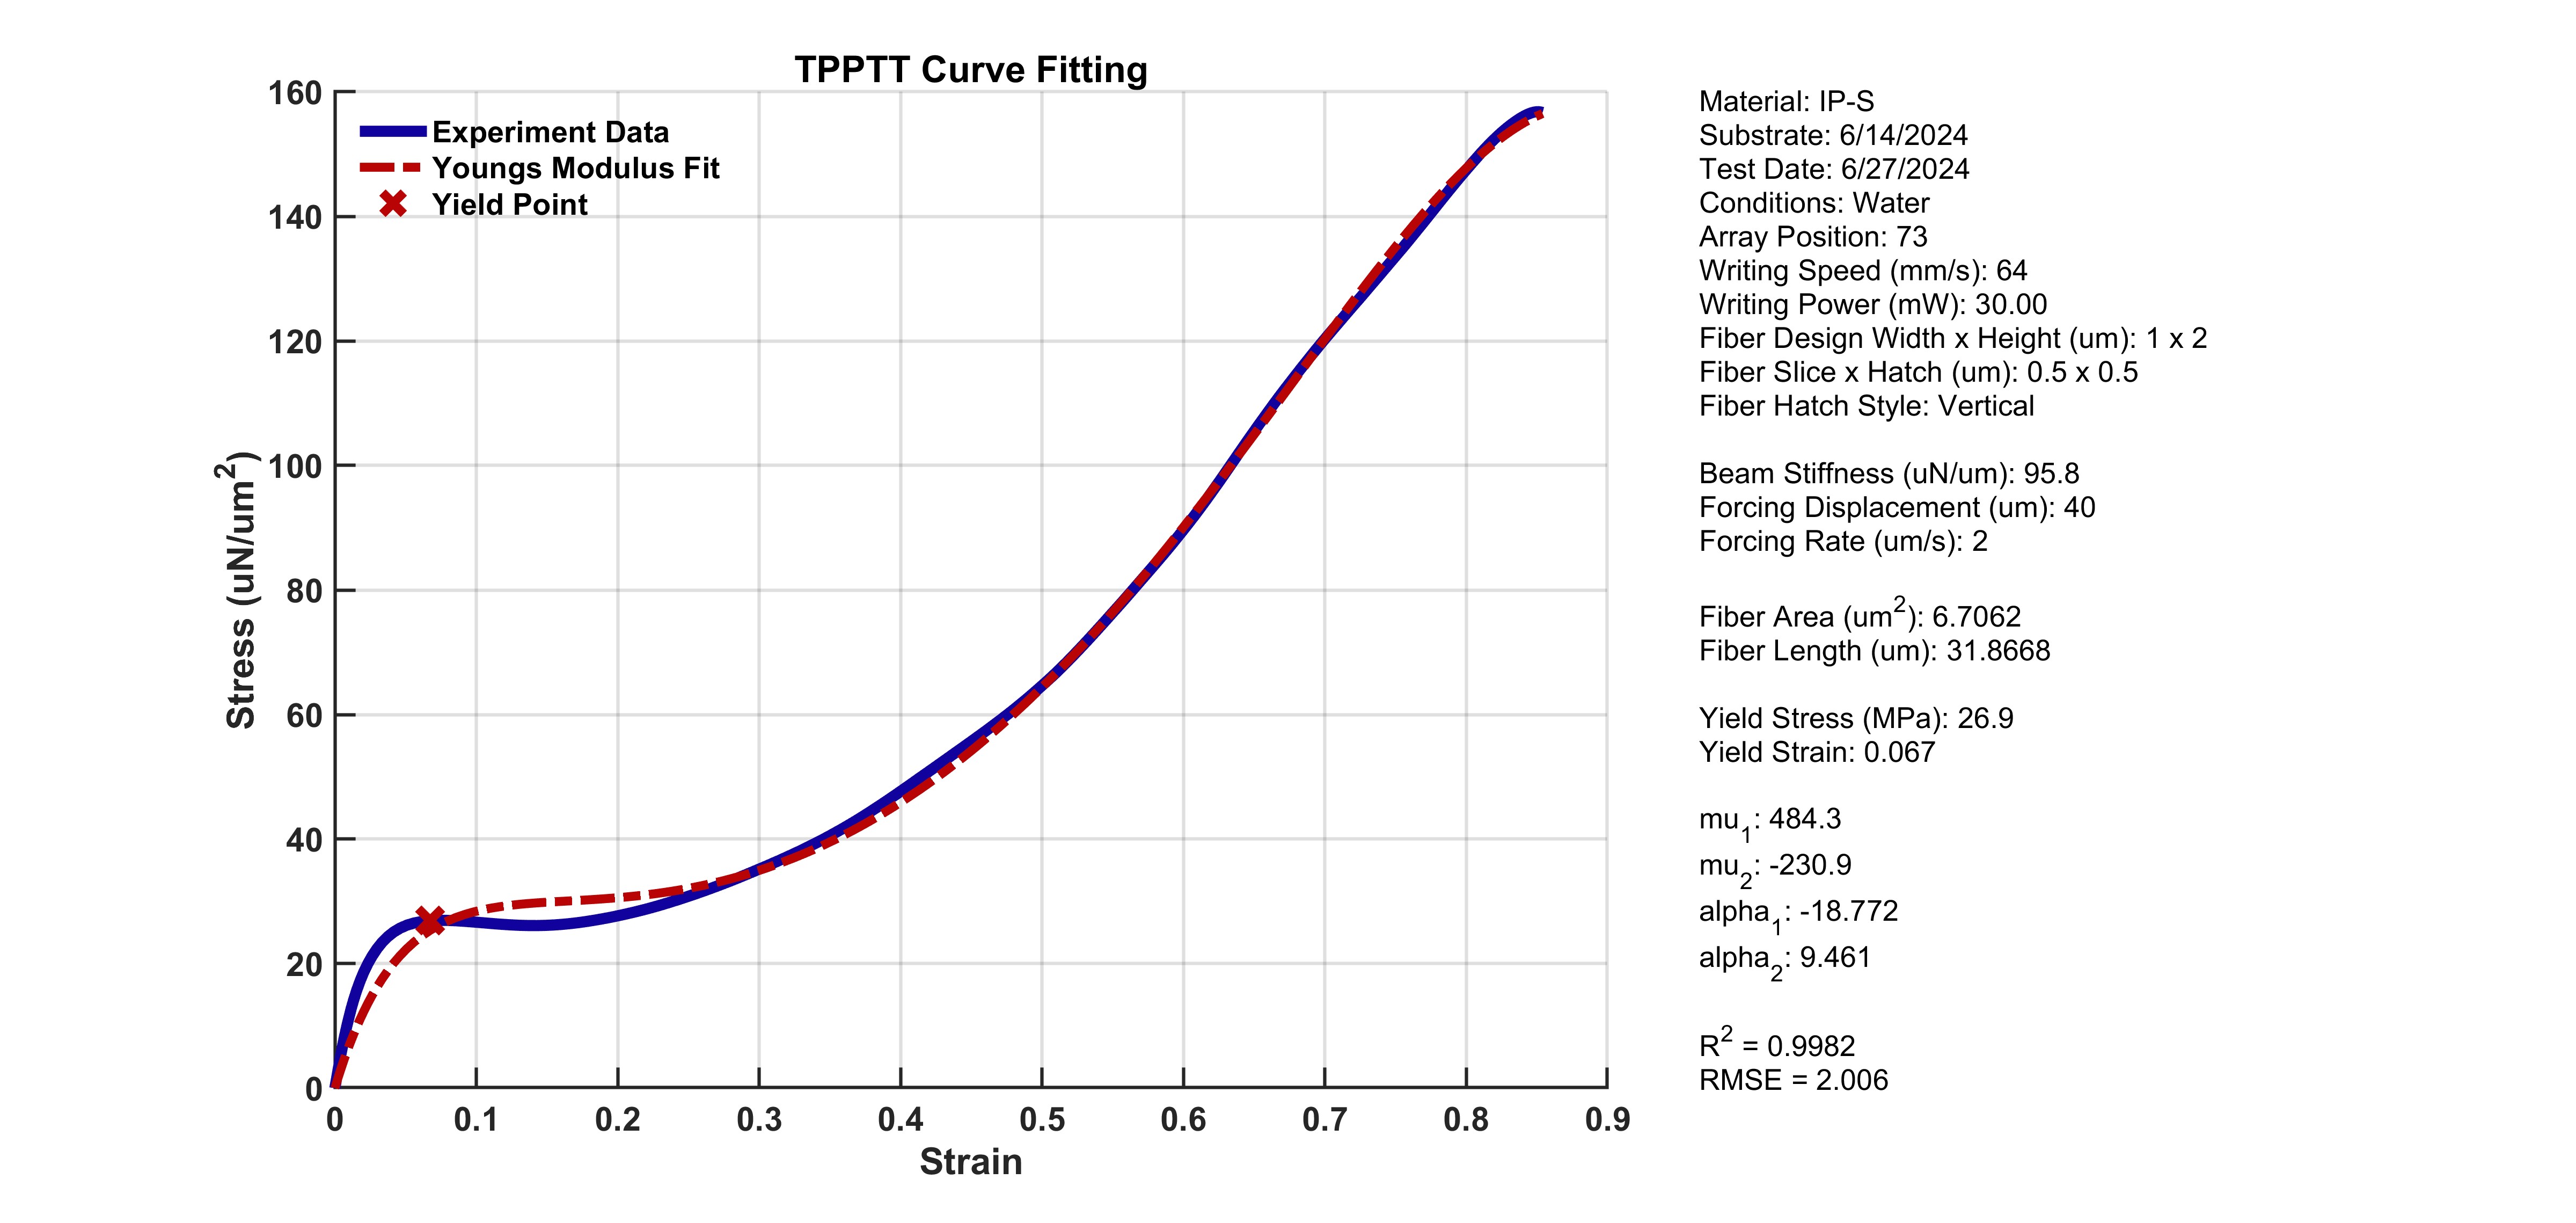 TPPTT Curve Fitting
160
140
120
100
80
60
40
20
0
Stress (uN/um²)
Experiment Data
Youngs Modulus Fit
Yield Point
0 0.1 0.2 0.3 0.4 0.5 0.6 0.7 0.8 0.9
Strain
Material: IP-S
Substrate: 6/14/2024
Test Date: 6/27/2024
Conditions: Water
Array Position: 73
Writing Speed (mm/s): 64
Writing Power (mW): 30.00
Fiber Design Width x Height (um): 1 x 2
Fiber Slice x Hatch (um): 0.5 x 0.5
Fiber Hatch Style: Vertical
Beam Stiffness (uN/um): 95.8
Forcing Displacement (um): 40
Forcing Rate (um/s): 2
Fiber Area (um²): 6.7062
Fiber Length (um): 31.8668
Yield Stress (MPa): 26.9
Yield Strain: 0.067
mu₁: 484.3
mu₂: -230.9
alpha₁: -18.772
alpha₂: 9.461
R² = 0.9982
RMSE = 2.006